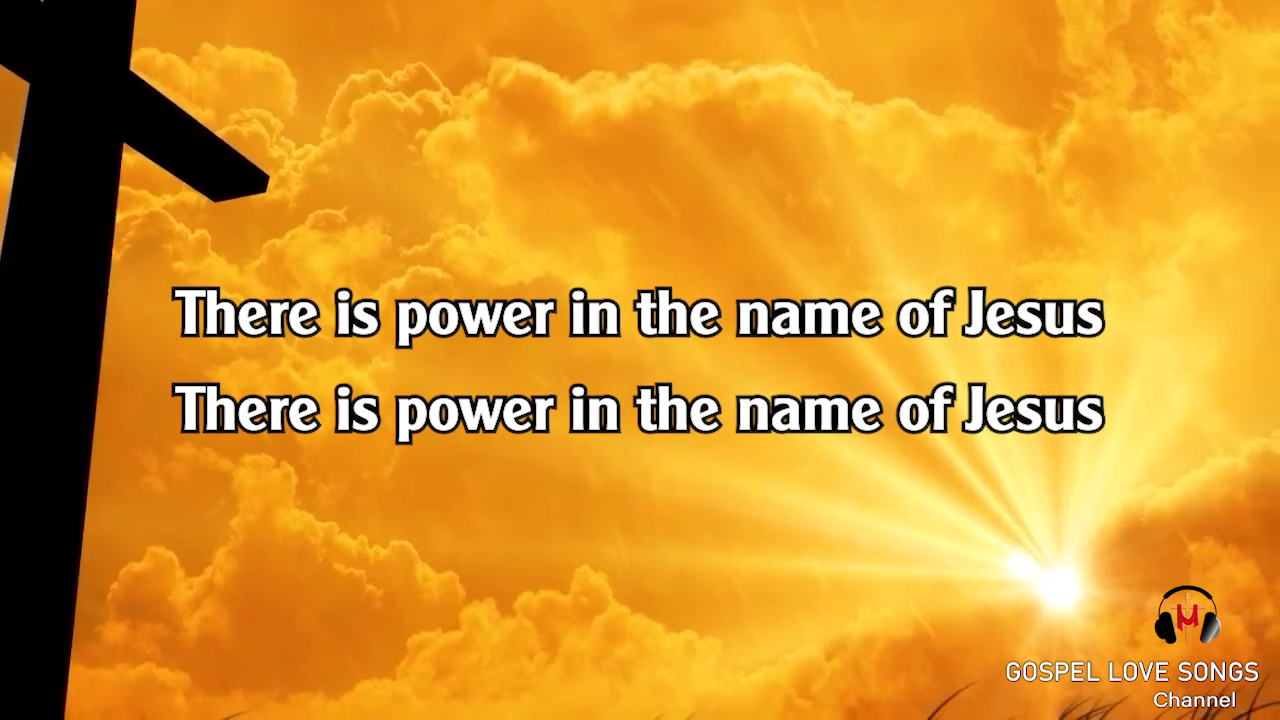 There is power in the name of Jesus
There is power in the name of Jesus
GOSPEL LOVE SONGS
Channel